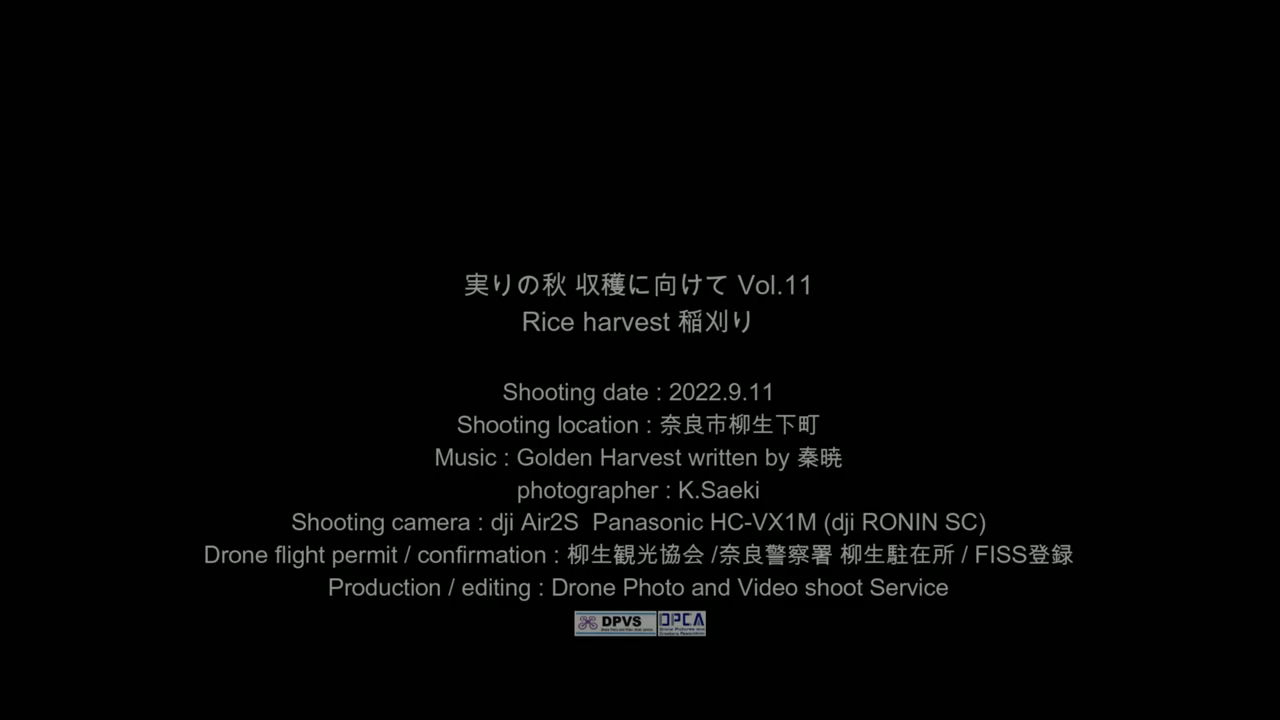 実りの秋 収穫に向けて Vol.11
Rice harvest 稲刈り
Shooting date : 2022.9.11
Shooting location : 奈良市柳生下町
Music : Golden Harvest written by 秦暁
photographer : K.Saeki
Shooting camera : dji Air2S Panasonic HC-VX1M (dji RONIN SC)
Drone flight permit / confirmation : 柳生観光協会 /奈良警察署 柳生駐在所 / FISS登録
Production / editing : Drone Photo and Video shoot Service
DPVS
DPCA